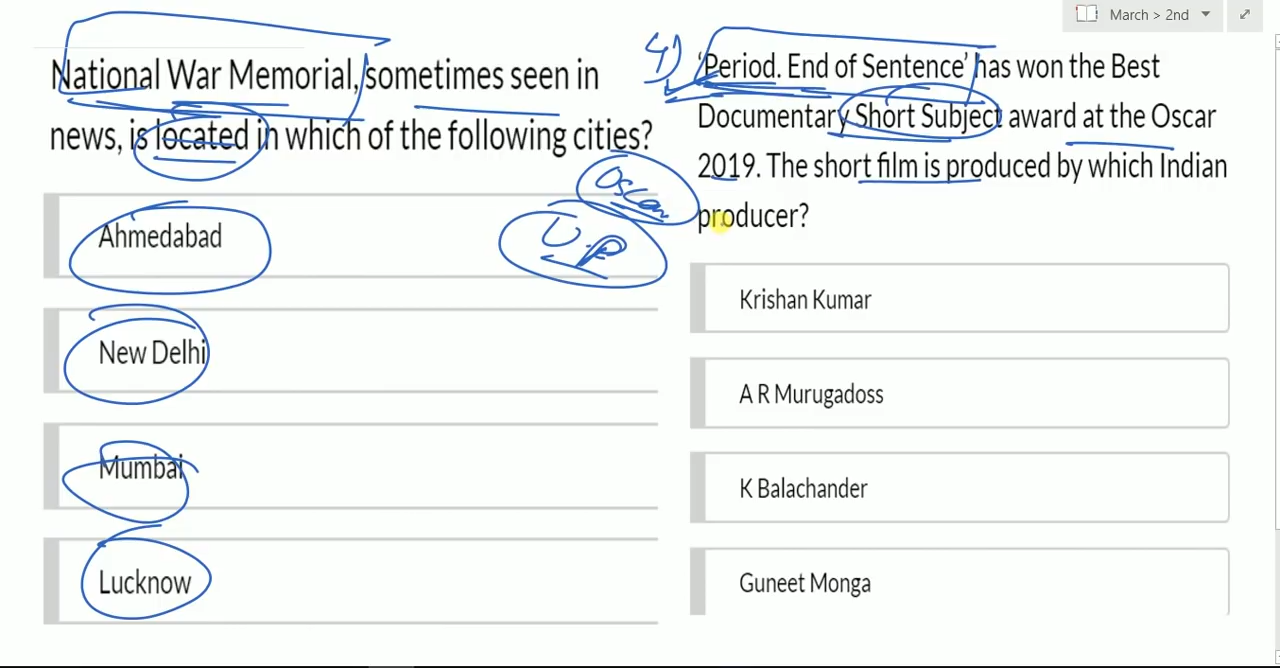 March > 2nd
National War Memorial, sometimes seen in
news, is located in which of the following cities?
Ahmedabad
New Delhi
Mumbai
Lucknow
Oscar
U.P
4)
'Period. End of Sentence' has won the Best
Documentary Short Subject award at the Oscar
2019. The short film is produced by which Indian
producer?
Krishan Kumar
A R Murugadoss
K Balachander
Guneet Monga